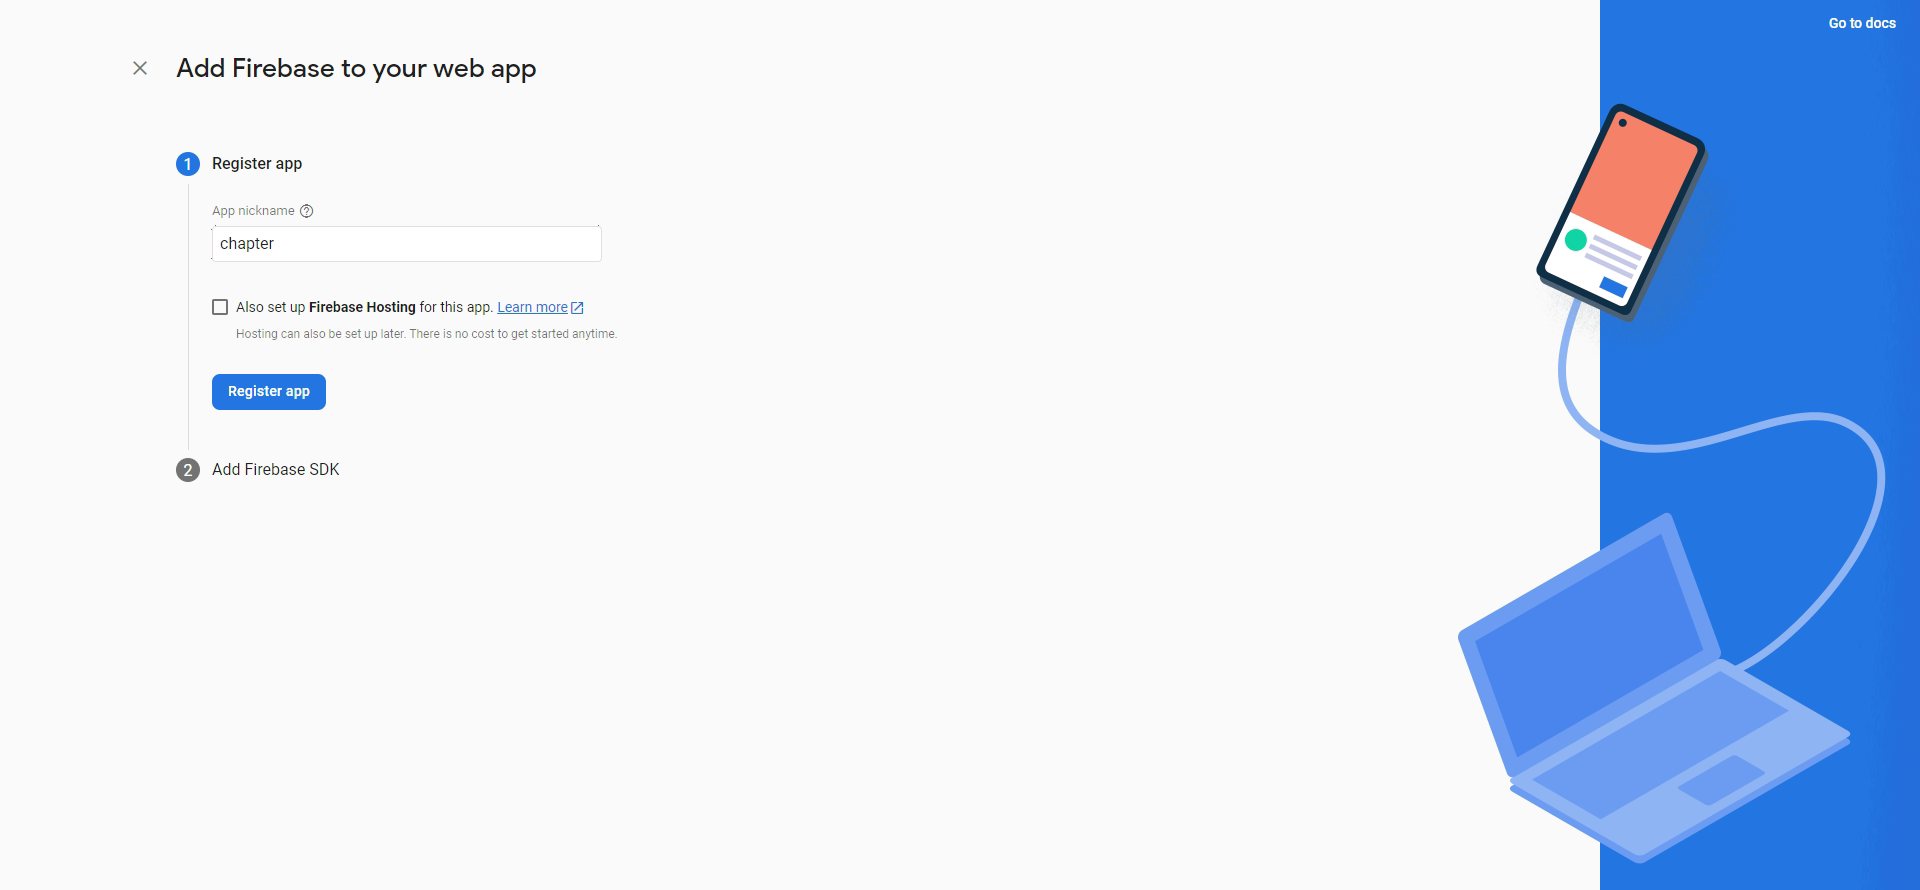 Go to docs
Add Firebase to your web app
1 Register app
App nickname
chapter
Also set up Firebase Hosting for this app. Learn more
Hosting can also be set up later. There is no cost to get started anytime.
Register app
2 Add Firebase SDK